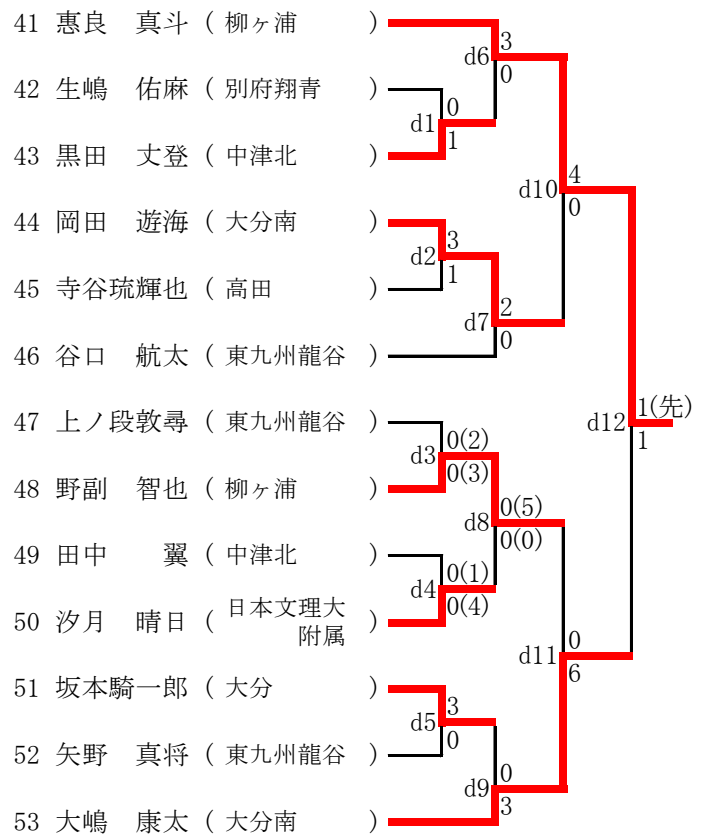 41 惠良　真斗 ( 柳ヶ浦 )
3
d6
0
42 生嶋　佑麻 ( 別府翔青 )
0
d1
1
43 黒田　丈登 ( 中津北 )
4
d10
0
44 岡田　遊海 ( 大分南 )
3
d2
1
45 寺谷琉輝也 ( 高田 )
2
d7
0
46 谷口　航太 ( 東九州龍谷 )
1(先)
d12
1
47 上ノ段敦尋 ( 東九州龍谷 )
0(2)
d3
0(3)
48 野副　智也 ( 柳ヶ浦 )
0(5)
d8
0(0)
49 田中　　翼 ( 中津北 )
0(1)
d4
0(4)
50 汐月　晴日 ( 日本文理大
附属 )
0
d11
6
51 坂本騎一郎 ( 大分 )
3
d5
0
52 矢野　真将 ( 東九州龍谷 )
0
d9
3
53 大嶋　康太 ( 大分南 )